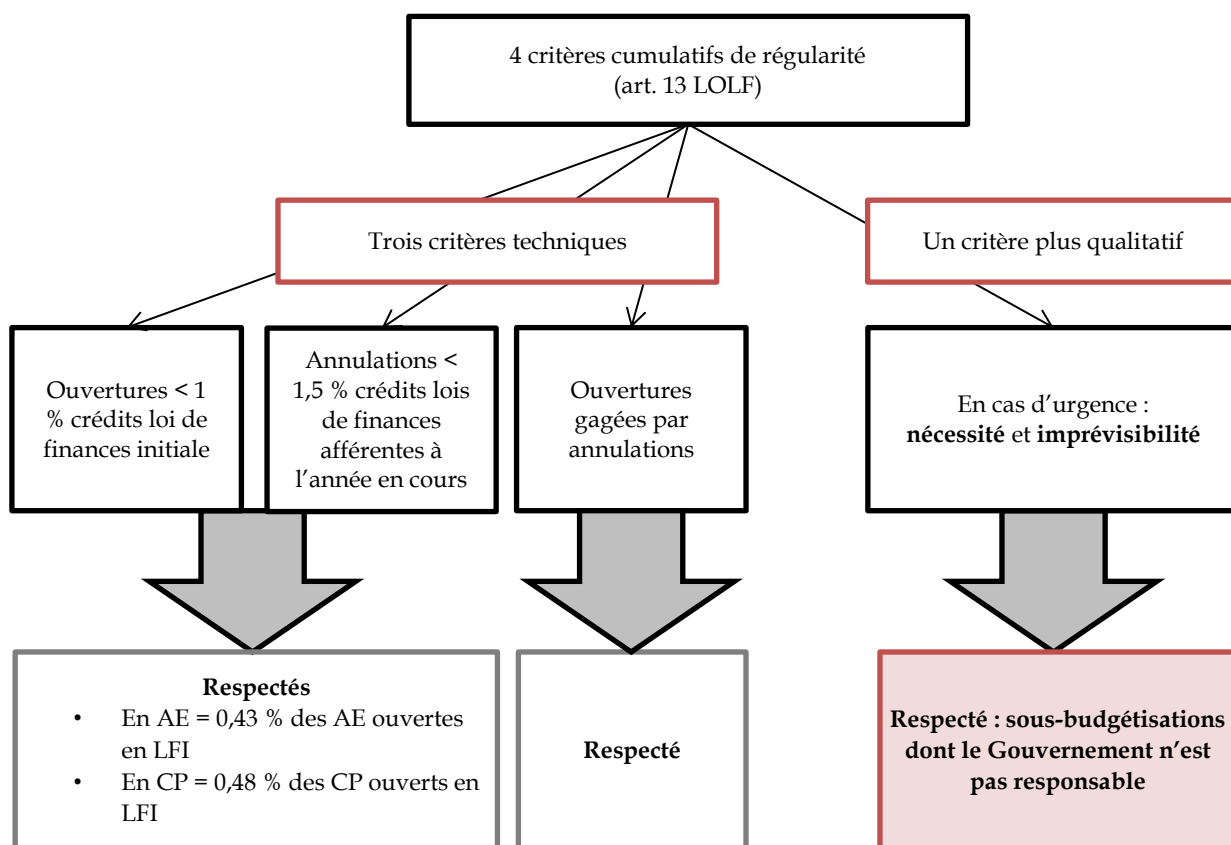 4 critères cumulatifs de régularité
(art. 13 LOLF)
Trois critères techniques
Un critère plus qualitatif
Ouvertures < 1
% crédits loi de
finances initiale
Annulations <
1,5 % crédits lois
de finances
afférentes à
l’année en cours
Ouvertures
gagées par
annulations
En cas d’urgence :
nécessité et imprévisibilité
Respectés
• En AE = 0,43 % des AE ouvertes
en LFI
• En CP = 0,48 % des CP ouverts en
LFI
Respecté
Respecté : sous-budgétisations
dont le Gouvernement n’est
pas responsable